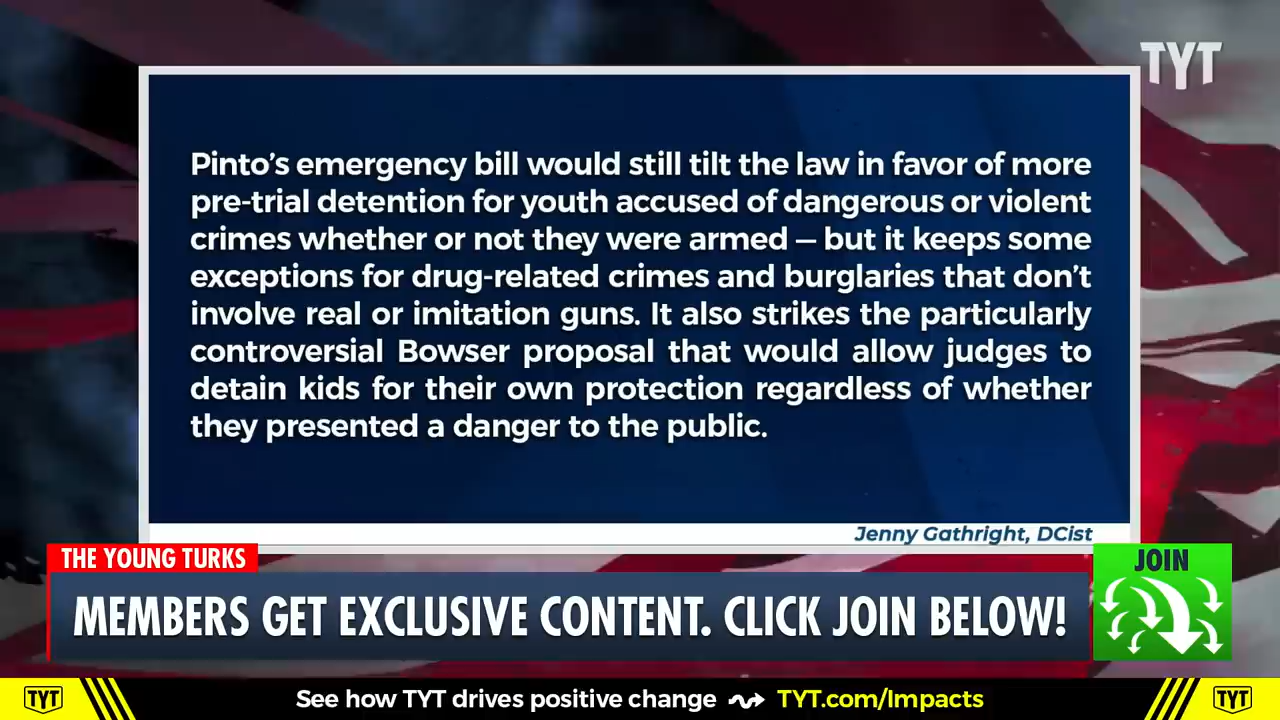 TYT
Pinto’s emergency bill would still tilt the law in favor of more
pre-trial detention for youth accused of dangerous or violent
crimes whether or not they were armed — but it keeps some
exceptions for drug-related crimes and burglaries that don’t
involve real or imitation guns. It also strikes the particularly
controversial Bowser proposal that would allow judges to
detain kids for their own protection regardless of whether
they presented a danger to the public.
Jenny Gathright, DCist
THE YOUNG TURKS
JOIN
MEMBERS GET EXCLUSIVE CONTENT. CLICK JOIN BELOW!
TYT
See how TYT drives positive change
TYT.com/Impacts
TYT